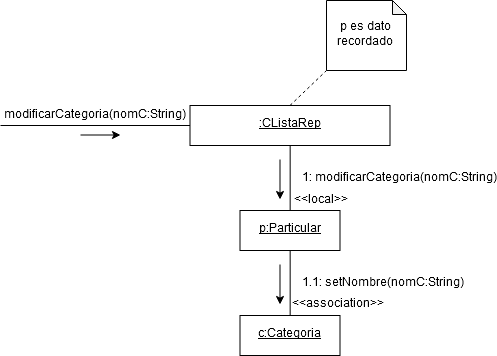 p es dato
recordado
modificarCategoria(nomC:String)
:CListaRep
1: modificarCategoria(nomC:String)
<<local>>
p:Particular
1.1: setNombre(nomC:String)
<<association>>
c:Categoria